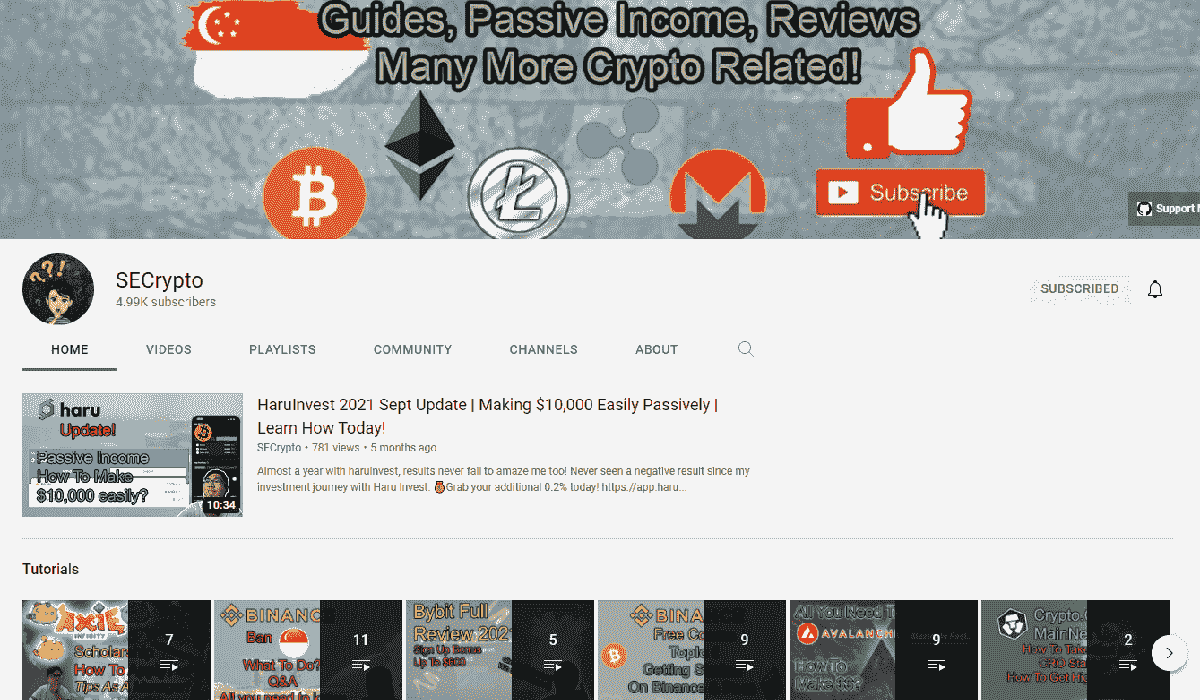 Guides, Passive Income, Reviews
Many More Crypto Related!
Subscribe
Support
SECrypto
4.99K subscribers
SUBSCRIBED
HOME
VIDEOS
PLAYLISTS
COMMUNITY
CHANNELS
ABOUT
haru
Update!
Passive Income
How To Make
$10,000 easily?
10:34
HaruInvest 2021 Sept Update | Making $10,000 Easily Passively |
Learn How Today!
SECrypto • 781 views • 5 months ago
Almost a year with haruinvest, results never fail to amaze me too! Never seen a negative result since my
investment journey with Haru Invest. Grab your additional 0.2% today! https://app.haru...
Tutorials
AXIE
INFINITY
Scholar
How To
Tips As A
7
BINANC
Ban
What To Do?
Q&A
All you need to k
11
Bybit Full
Review 202
Sign Up Bonus
Up To $600
5
BINA
Free Co
Getting S
On Binance
9
All You Need T
AVALANCH
HOW TO
Make It?
9
Crypto.
MainNe
How To Take
CRO Sta
How to Get Hig
2